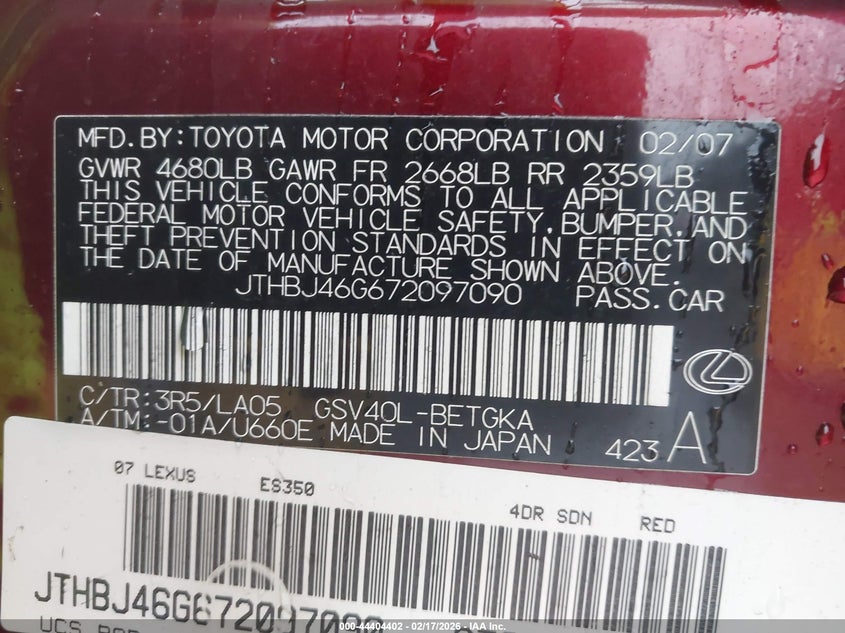 MFD.BY:TOYOTA MOTOR CORPORATION 02/07
GVWR 4680LB GAWR FR 2668LB RR 2359LB
THIS VEHICLE CONFORMS TO ALL APPLICABLE
FEDERAL MOTOR VEHICLE SAFETY,BUMPER,AND
THEFT PREVENTION STANDARDS IN EFFECT ON
THE DATE OF MANUFACTURE SHOWN ABOVE.
JTHBJ46G672097090 PASS.CAR
C/TR:3R5/LA05 GSV40L-BETGKA
A/TM:-01A/U660E MADE IN JAPAN 423 A
07 LEXUS ES350 4DR SDN RED
JTHBJ46G672097090
UCS
000-44404402 - 02/17/2026 - IAA, Inc.